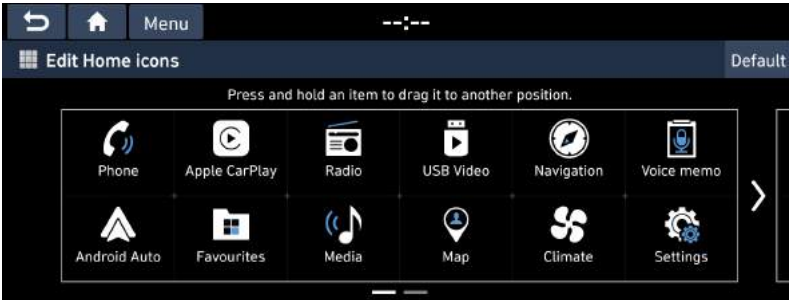 Menu
--:--
Edit Home icons
Default
Press and hold an item to drag it to another position.
Phone
Apple CarPlay
Radio
USB Video
Navigation
Voice memo
Android Auto
Favourites
Media
Map
Climate
Settings